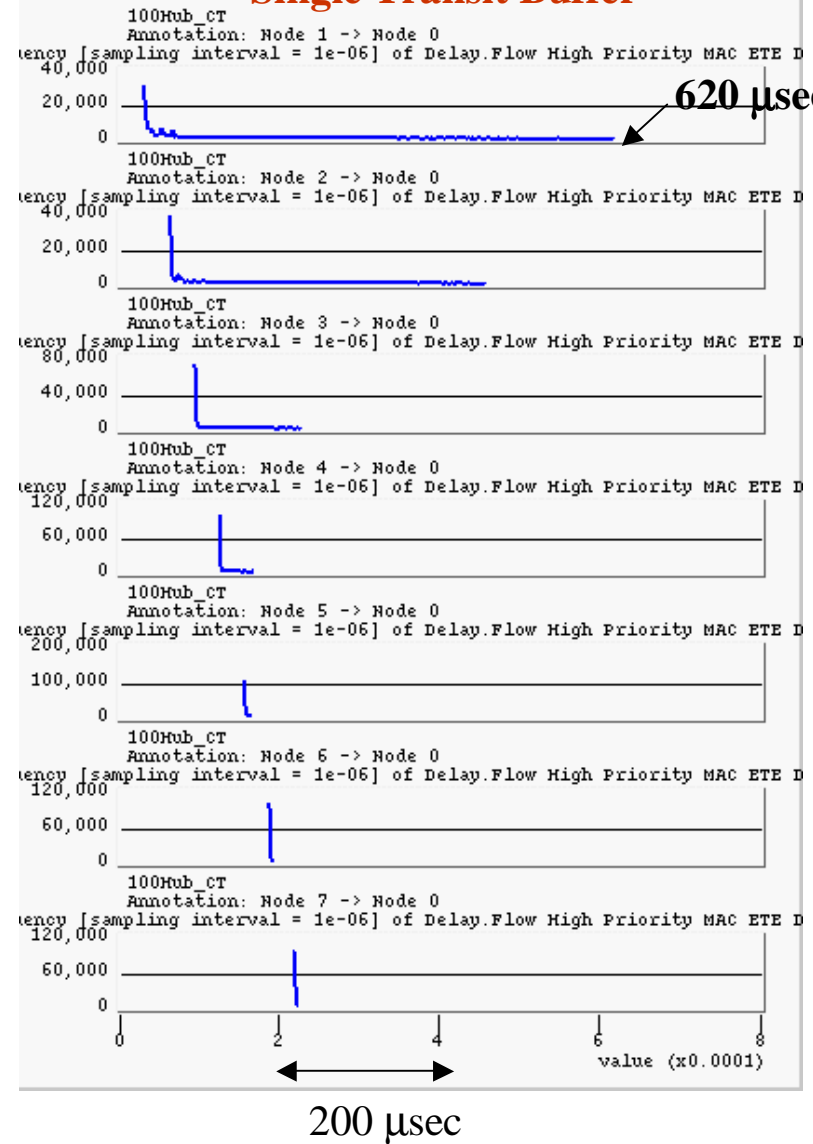 Single Transit Buffer
100Hub_CT
Annotation: Node 1 -> Node 0
uency [sampling interval = 1e-06] of Delay.Flow High Priority MAC ETE D
40,000
20,000
0
620 µsec
100Hub_CT
Annotation: Node 2 -> Node 0
uency [sampling interval = 1e-06] of Delay.Flow High Priority MAC ETE D
40,000
20,000
0
100Hub_CT
Annotation: Node 3 -> Node 0
uency [sampling interval = 1e-06] of Delay.Flow High Priority MAC ETE D
80,000
40,000
0
100Hub_CT
Annotation: Node 4 -> Node 0
uency [sampling interval = 1e-06] of Delay.Flow High Priority MAC ETE D
120,000
60,000
0
100Hub_CT
Annotation: Node 5 -> Node 0
uency [sampling interval = 1e-06] of Delay.Flow High Priority MAC ETE D
200,000
100,000
0
100Hub_CT
Annotation: Node 6 -> Node 0
uency [sampling interval = 1e-06] of Delay.Flow High Priority MAC ETE D
120,000
60,000
0
100Hub_CT
Annotation: Node 7 -> Node 0
uency [sampling interval = 1e-06] of Delay.Flow High Priority MAC ETE D
120,000
60,000
0
0 2 4 6 8
value (x0.0001)
200 µsec